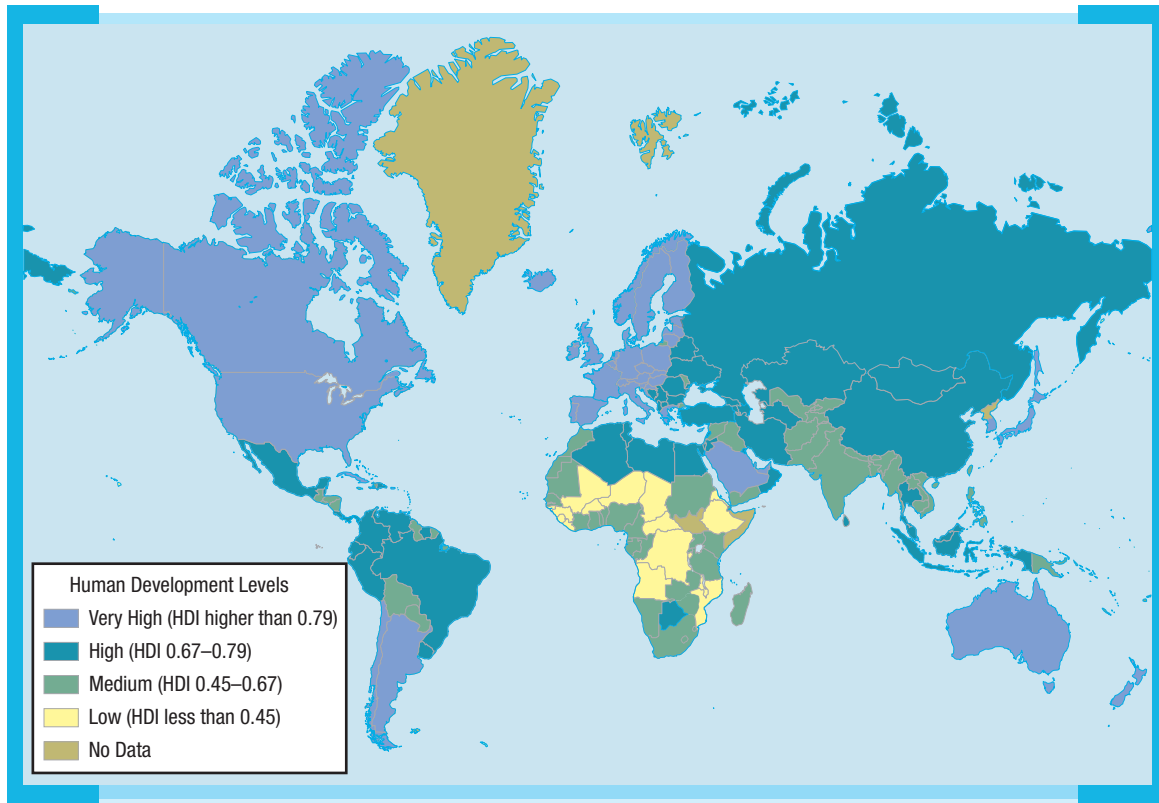 Human Development Levels
Very High (HDI higher than 0.79)
High (HDI 0.67–0.79)
Medium (HDI 0.45–0.67)
Low (HDI less than 0.45)
No Data